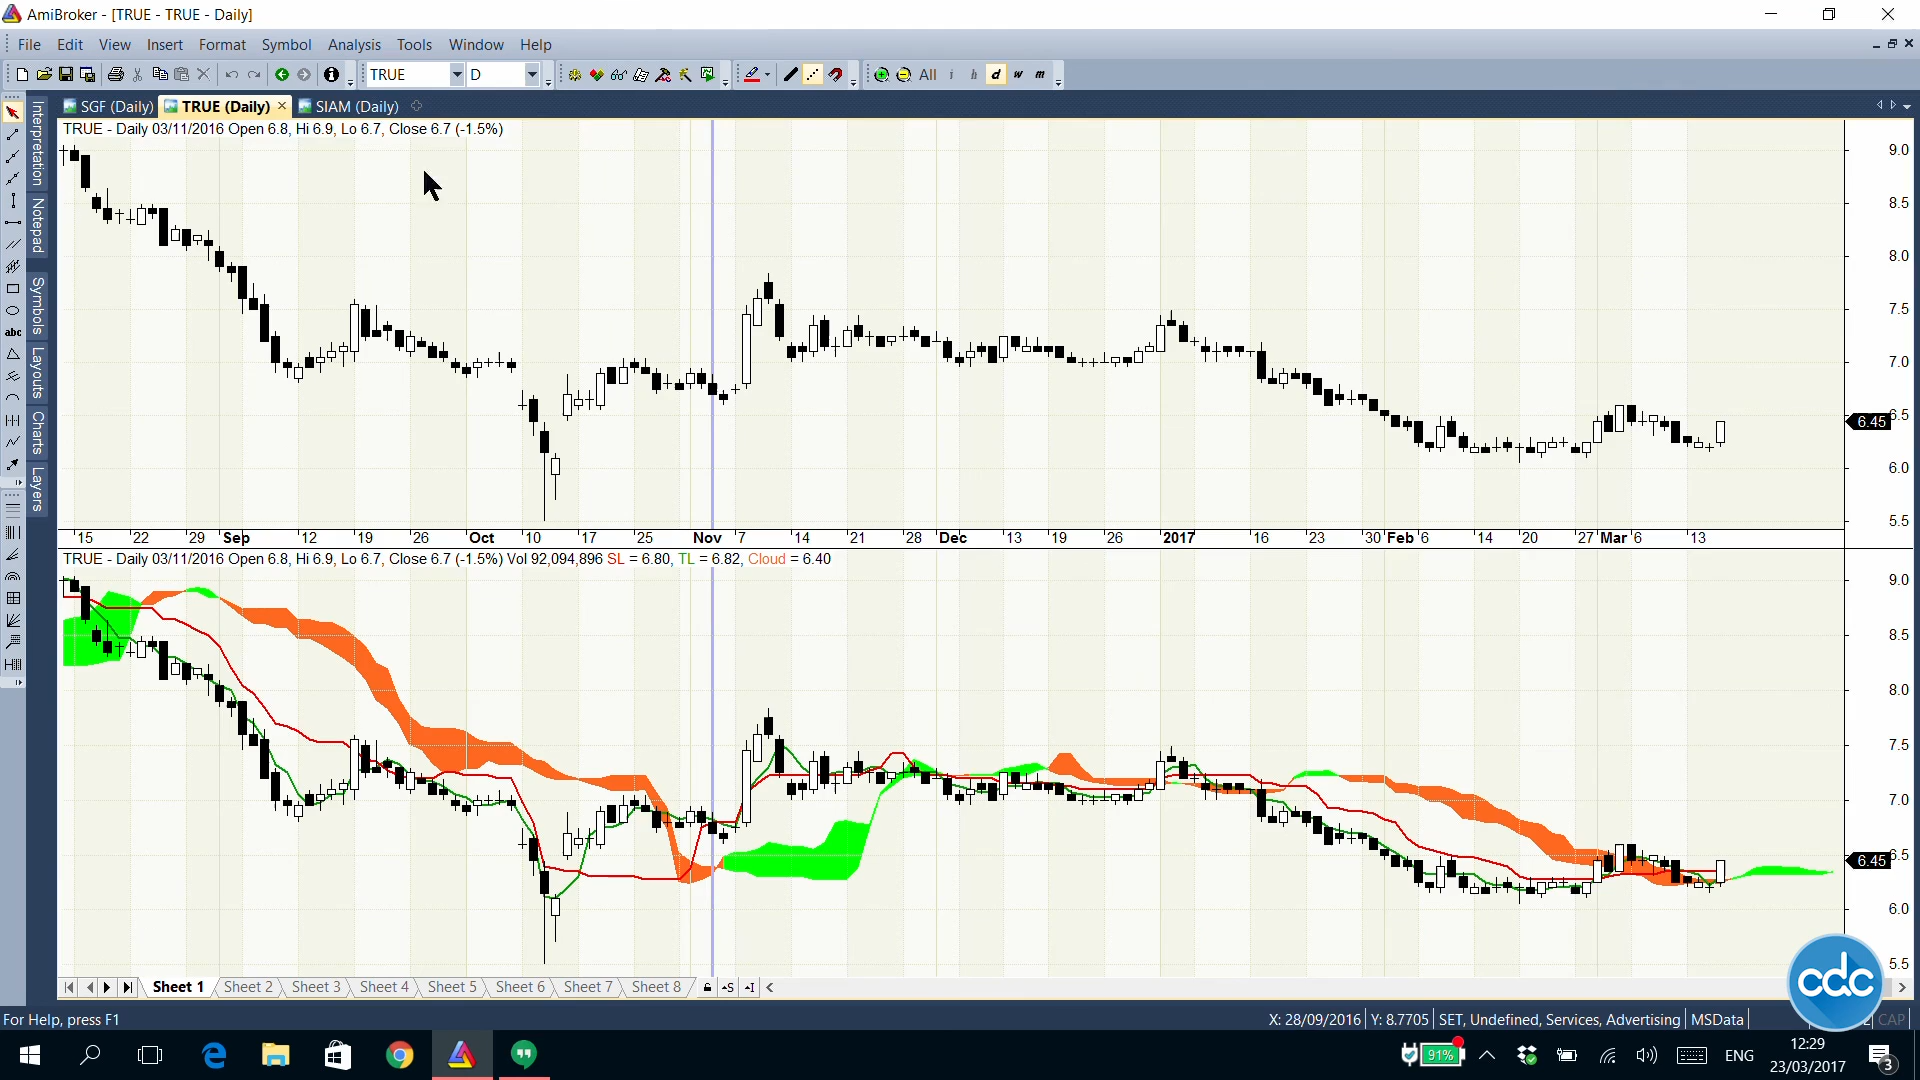 AmiBroker - [TRUE - TRUE - Daily]
File Edit View Insert Format Symbol Analysis Tools Window Help
TRUE D All i h d w m
SGF (Daily) TRUE (Daily) SIAM (Daily)
TRUE - Daily 03/11/2016 Open 6.8, Hi 6.9, Lo 6.7, Close 6.7 (-1.5%)
abc
Interpretation
Notepad
Symbols
Layouts
Charts
Layers
9.0
8.5
8.0
7.5
7.0
6.5
6.45
6.0
5.5
15 22 29 Sep 12 19 26 Oct 10 17 25 Nov 7 14 21 28 Dec 13 19 26 2017 16 23 30 Feb 6 14 20 27 Mar 6 13
TRUE - Daily 03/11/2016 Open 6.8, Hi 6.9, Lo 6.7, Close 6.7 (-1.5%) Vol 92,094,896 SL = 6.80, TL = 6.82, Cloud = 6.40
9.0
8.5
8.0
7.5
7.0
6.5
6.45
6.0
5.5
cdc
Sheet 1 Sheet 2 Sheet 3 Sheet 4 Sheet 5 Sheet 6 Sheet 7 Sheet 8
For Help, press F1
X: 28/09/2016 Y: 8.7705 SET, Undefined, Services, Advertising MSData CAP
91% ENG
12:29
23/03/2017
3